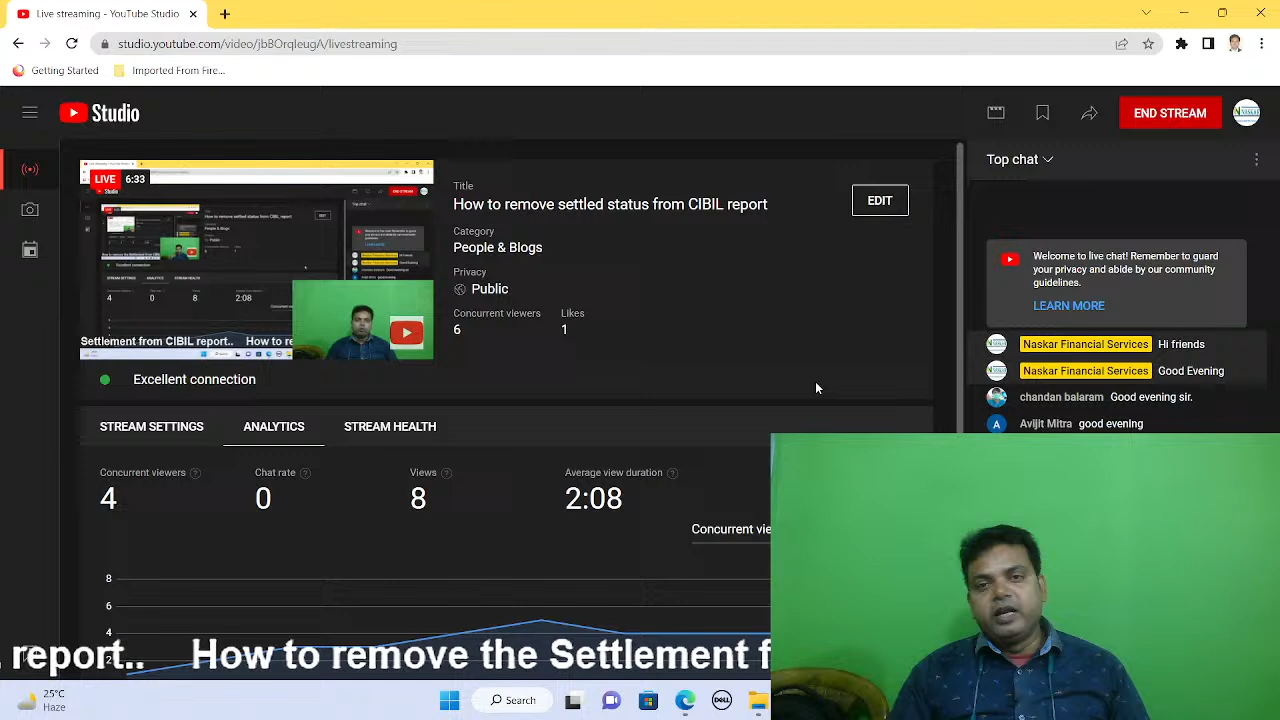 Live streaming - YouTube Studio
studio.youtube.com/video/jbBOrqleugA/livestreaming
Getting Started
Imported From Fire...
Studio
END STREAM
NASKAR
LIVE 6:33
Title
How to remove settled status from CIBIL report
EDIT
Category
People & Blogs
Privacy
Public
Concurrent viewers
Likes
6
1
Settlement from CIBIL report.. How to re
Excellent connection
STREAM SETTINGS
ANALYTICS
STREAM HEALTH
Concurrent viewers
Chat rate
Views
Average view duration
4
0
8
2:08
Concurrent vie
8
6
4
2
Top chat
Welcome to live chat! Remember to guard
your privacy and abide by our community
guidelines.
LEARN MORE
Naskar Financial Services Hi friends
Naskar Financial Services Good Evening
chandan balaram Good evening sir.
A Avijit Mitra good evening
report.. How to remove the Settlement f
25°C
Haze
Search
DELL